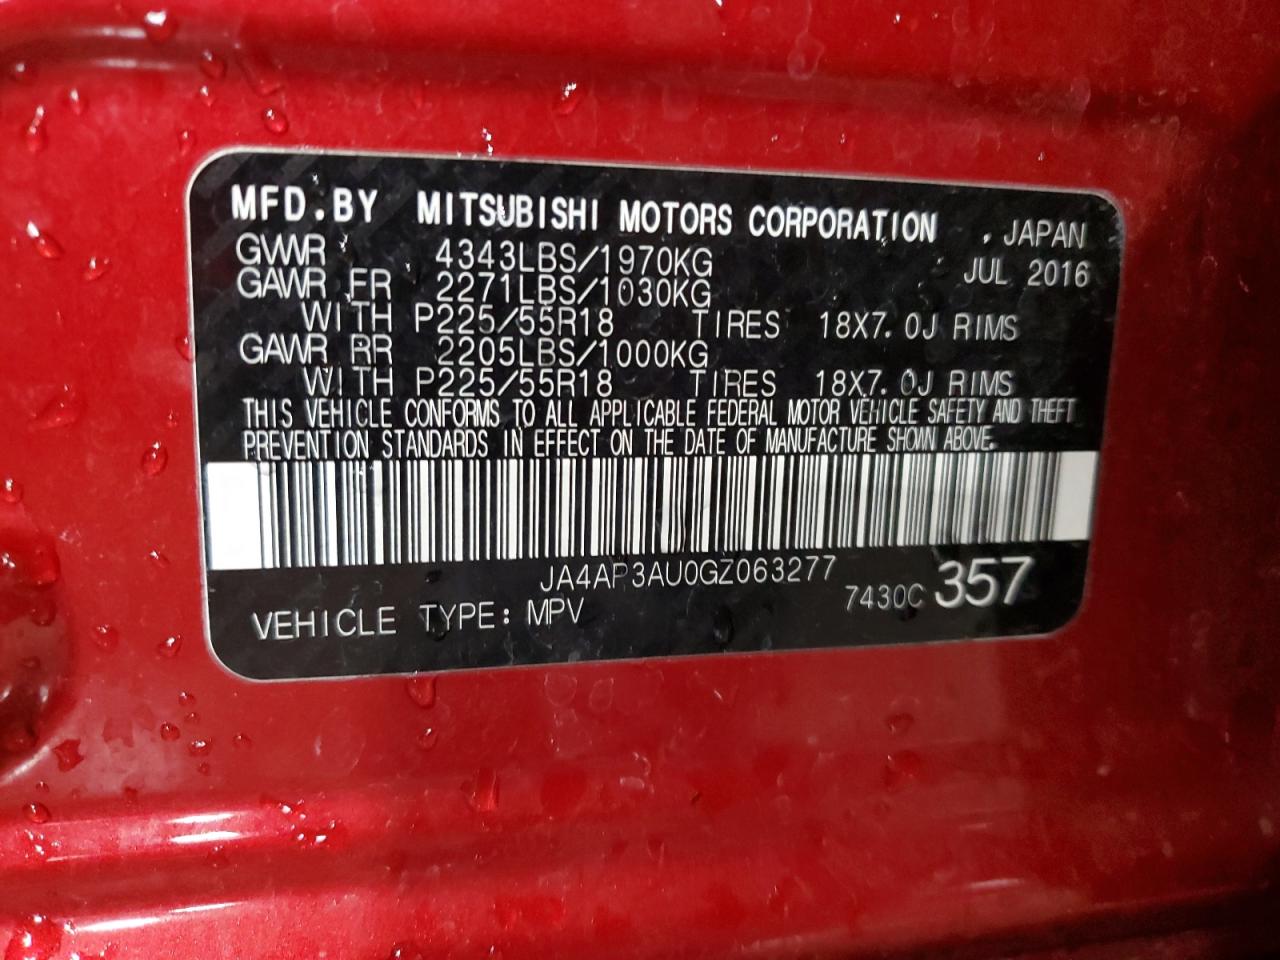 MFD.BY MITSUBISHI MOTORS CORPORATION , JAPAN
GVWR 4343LBS/1970KG JUL 2016
GAWR FR 2271LBS/1030KG
WITH P225/55R18 TIRES 18X7.0J RIMS
GAWR RR 2205LBS/1000KG
WITH P225/55R18 TIRES 18X7.0J RIMS
THIS VEHICLE CONFORMS TO ALL APPLICABLE FEDERAL MOTOR VEHICLE SAFETY AND THEFT
PREVENTION STANDARDS IN EFFECT ON THE DATE OF MANUFACTURE SHOWN ABOVE.
JA4AP3AU0GZ063277
VEHICLE TYPE: MPV 7430C 357